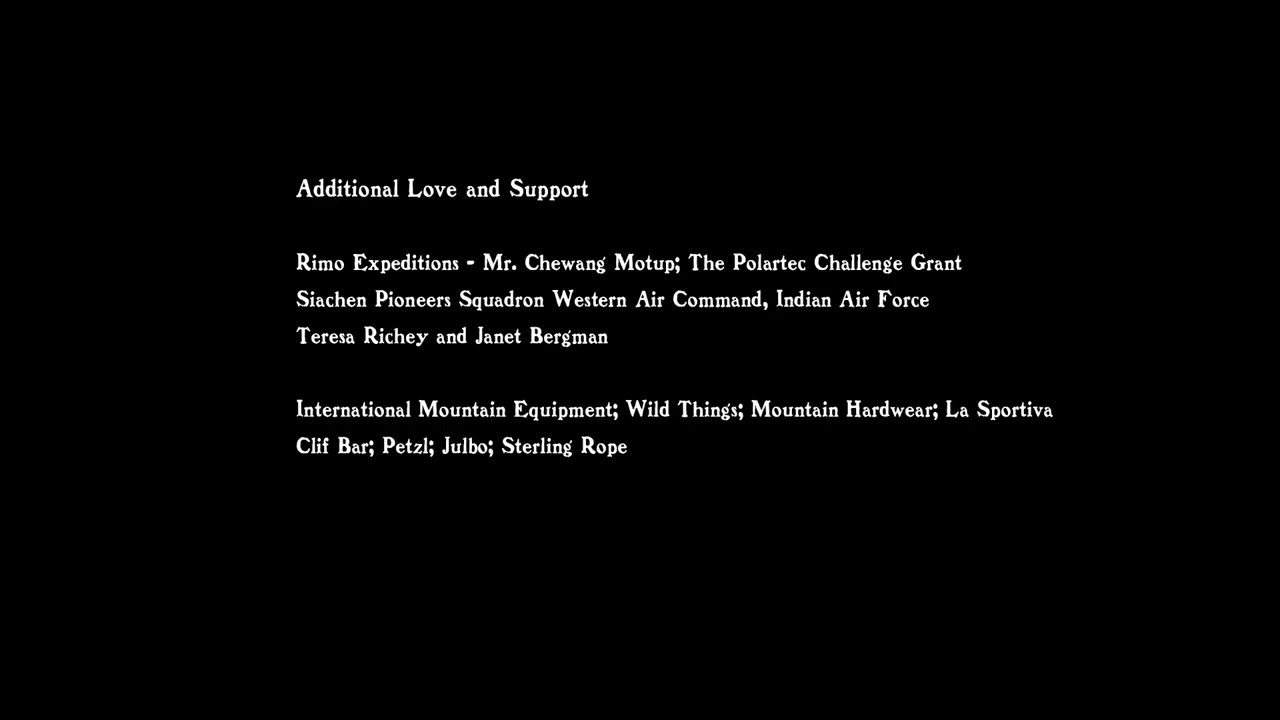 Additional Love and Support
Rimo Expeditions - Mr. Chewang Motup; The Polartec Challenge Grant
Siachen Pioneers Squadron Western Air Command, Indian Air Force
Teresa Richey and Janet Bergman
International Mountain Equipment; Wild Things; Mountain Hardwear; La Sportiva
Clif Bar; Petzl; Julbo; Sterling Rope